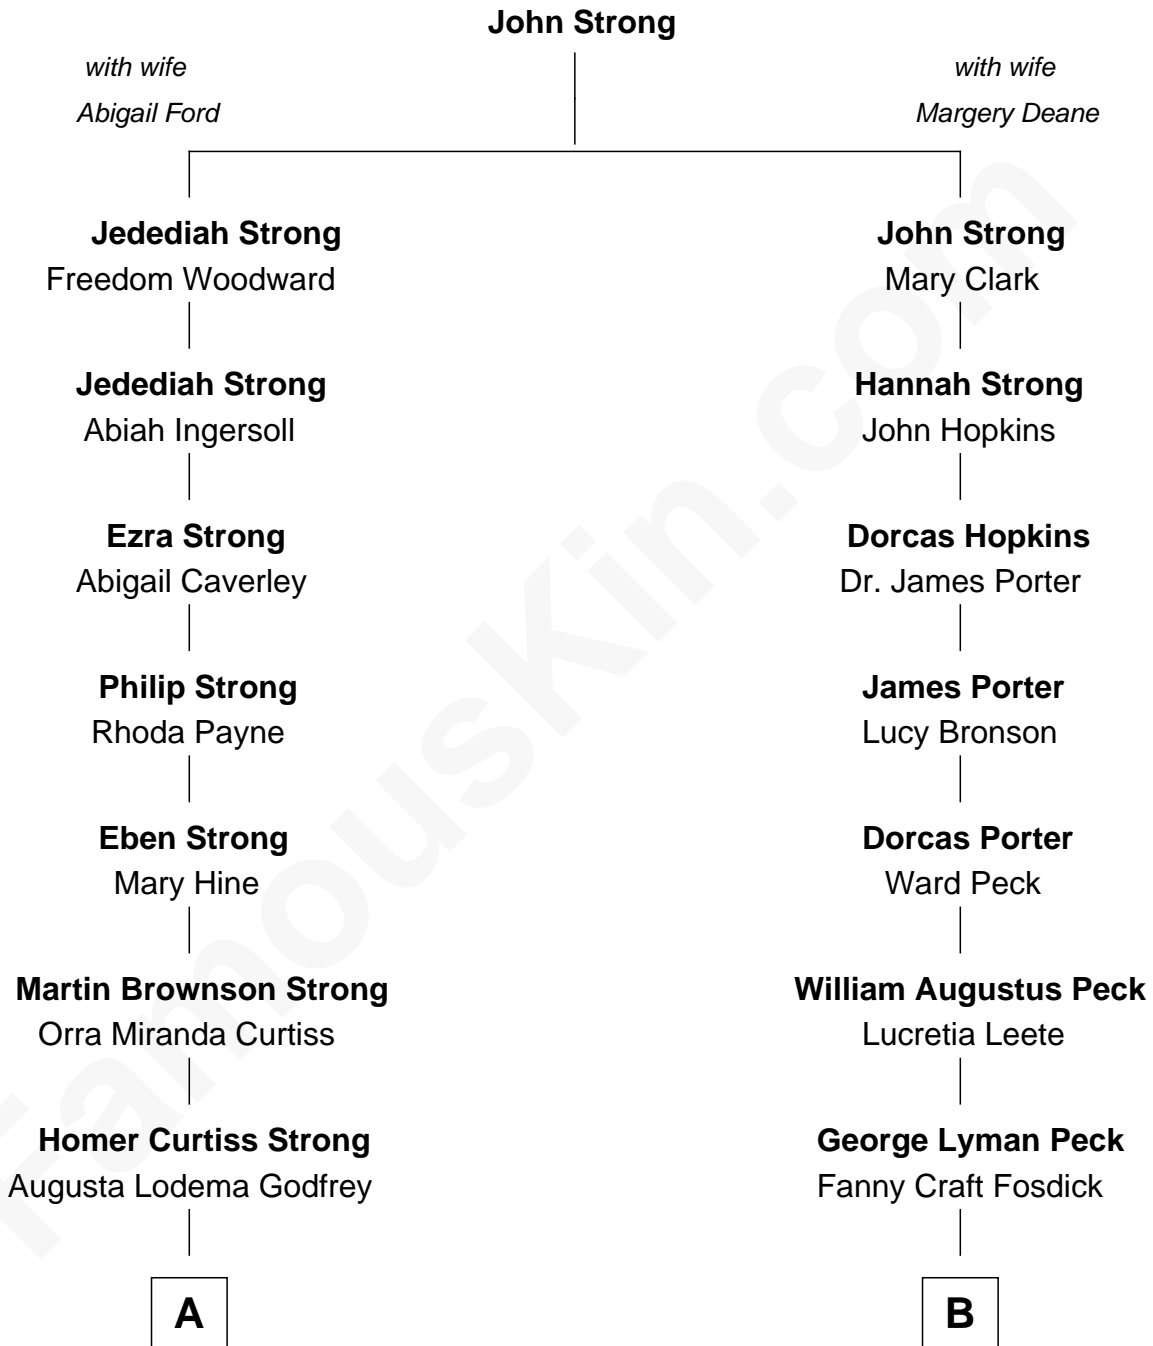 John Strong
with wife
Abigail Ford
with wife
Margery Deane
Jedediah Strong
Freedom Woodward
John Strong
Mary Clark
Jedediah Strong
Abiah Ingersoll
Hannah Strong
John Hopkins
Ezra Strong
Abigail Caverley
Dorcas Hopkins
Dr. James Porter
Philip Strong
Rhoda Payne
James Porter
Lucy Bronson
Eben Strong
Mary Hine
Dorcas Porter
Ward Peck
Martin Brownson Strong
Orra Miranda Curtiss
William Augustus Peck
Lucretia Leete
Homer Curtiss Strong
Augusta Lodema Godfrey
George Lyman Peck
Fanny Craft Fosdick
A
B
FamousKin.com